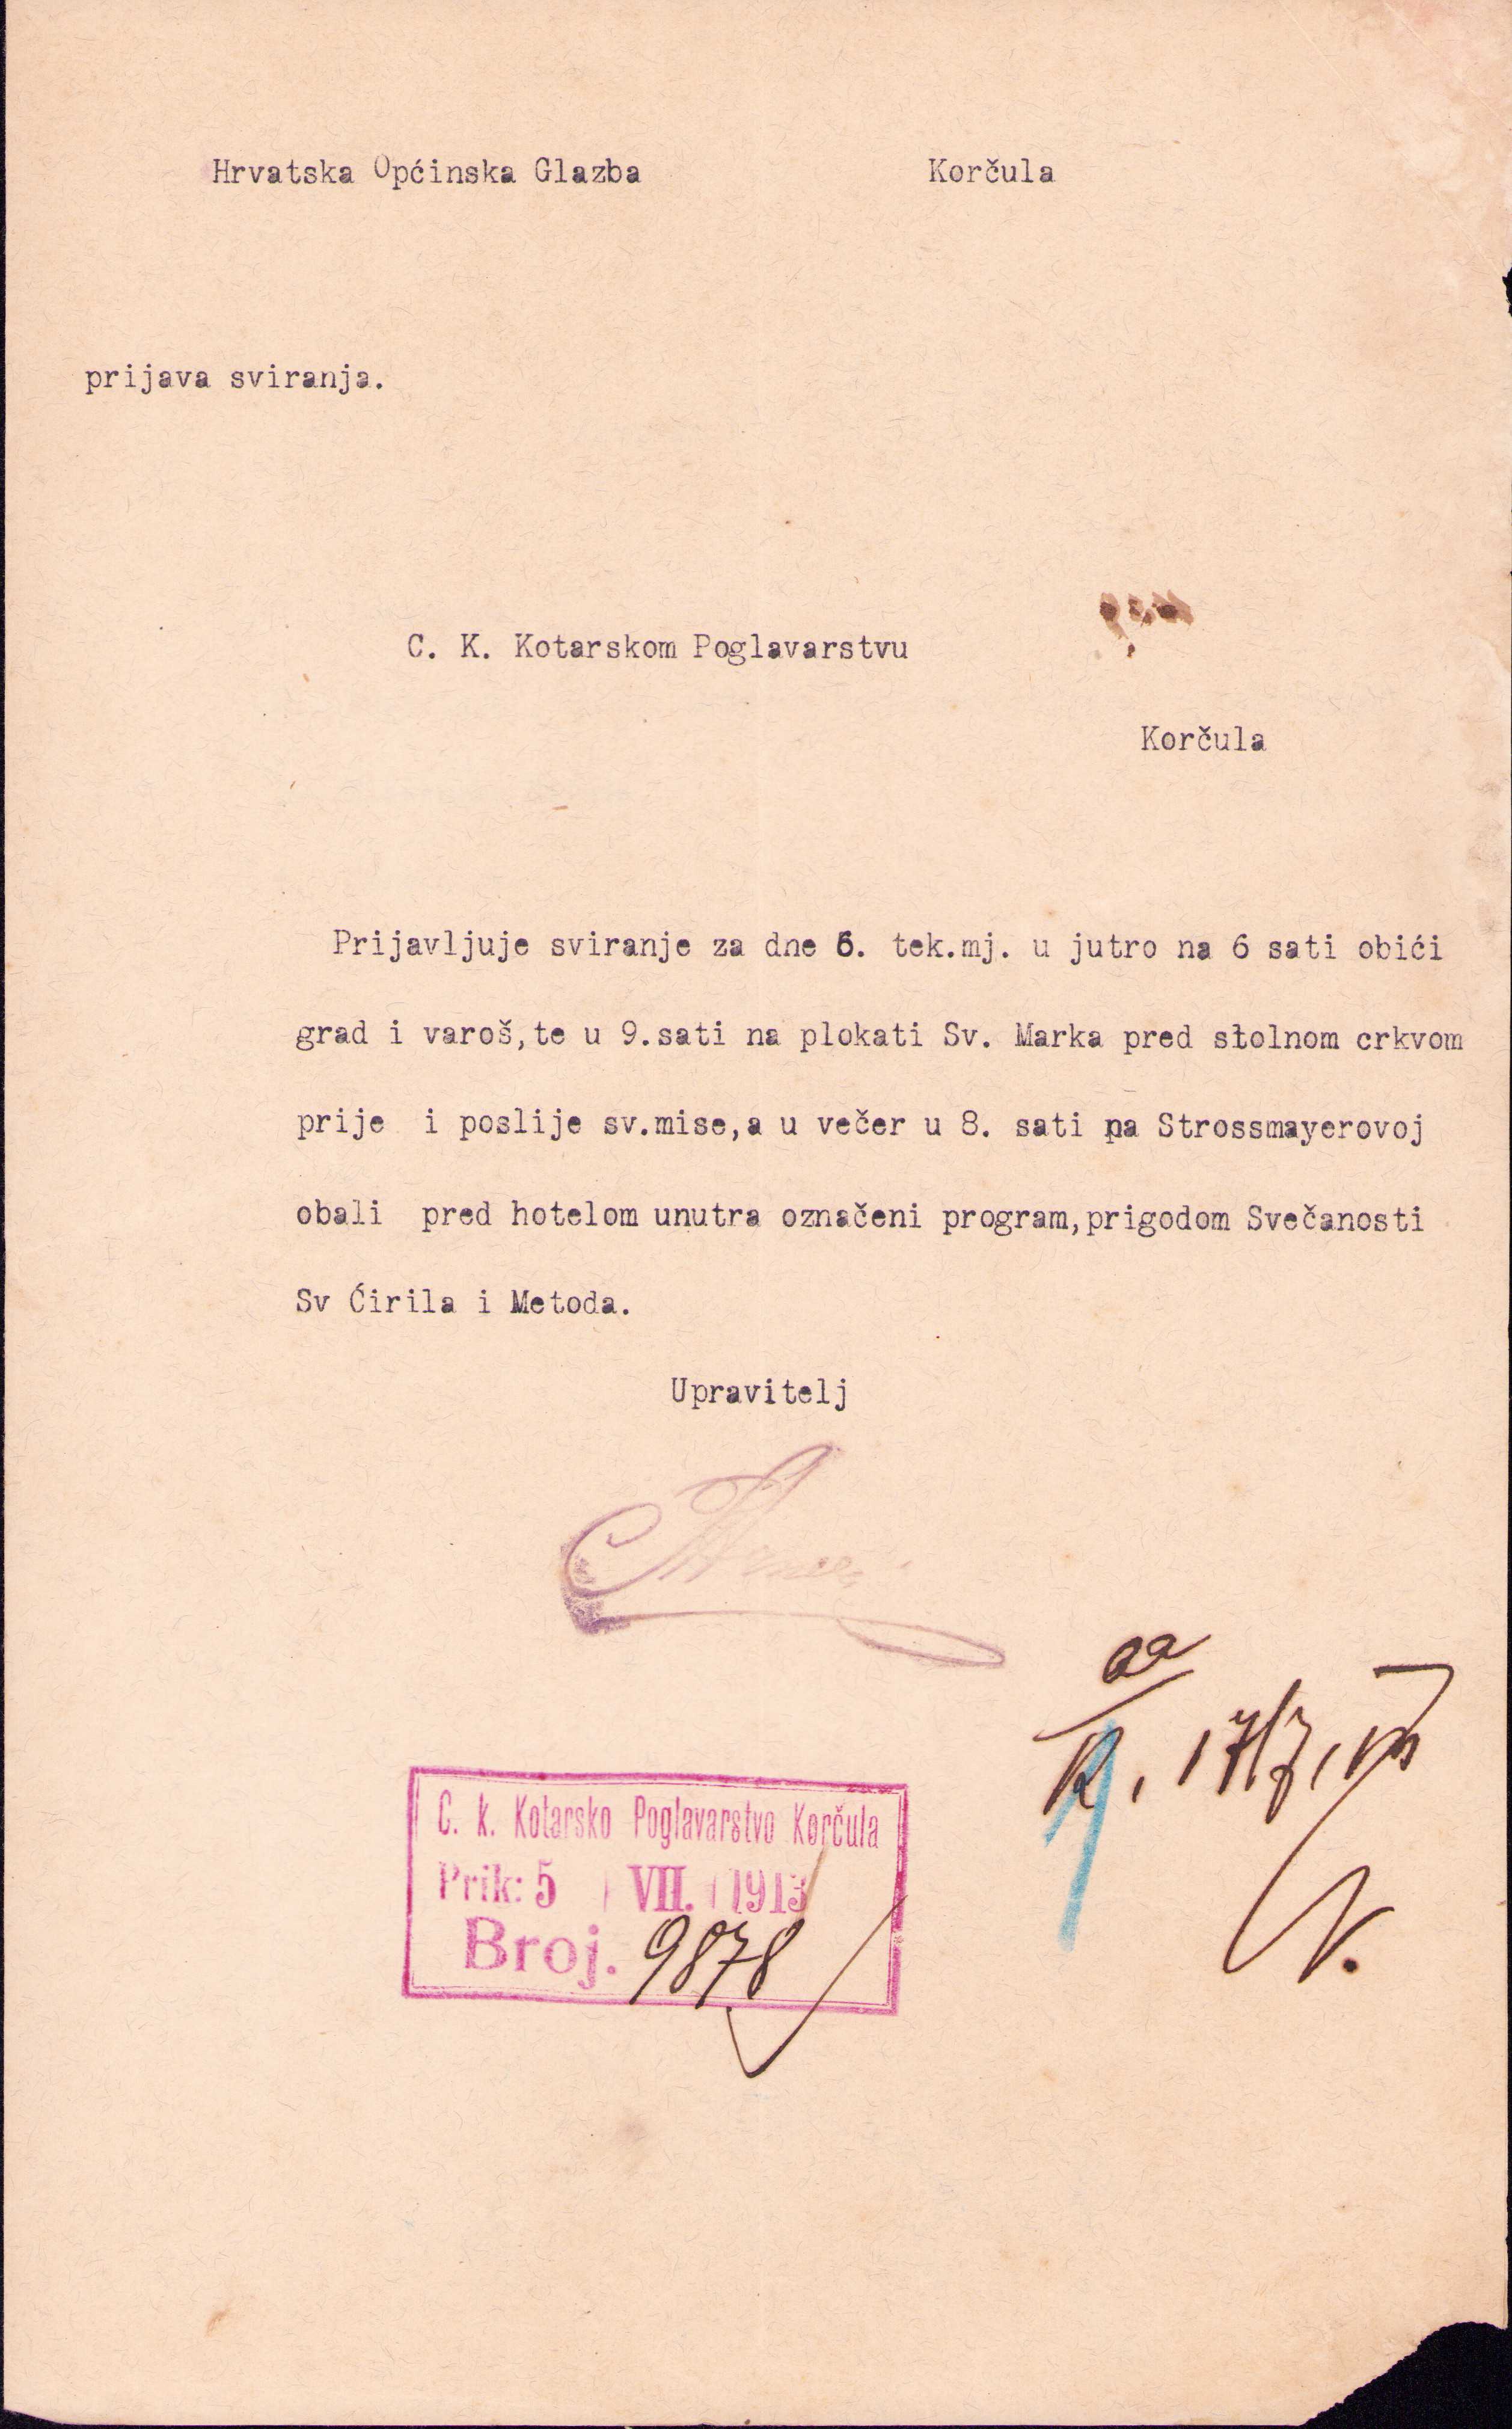 Hrvatska Općinska Glazba Korčula
prijava sviranja.
C. K. Kotarskom Poglavarstvu
Korčula
Prijavljuje sviranje za dne 6. tek.mj. u jutro na 6 sati obići
grad i varoš,te u 9.sati na plokati Sv. Marka pred stolnom crkvom
prije i poslije sv.mise,a u večer u 8. sati na Strossmayerovoj
obali pred hotelom unutra označeni program,prigodom Svečanosti
Sv Ćirila i Metoda.
Upravitelj
aa
K, 17/7,
C. k. Kotarsko Poglavarstvo Korčula
Prik: 5 VII. 1913
Broj. 9878